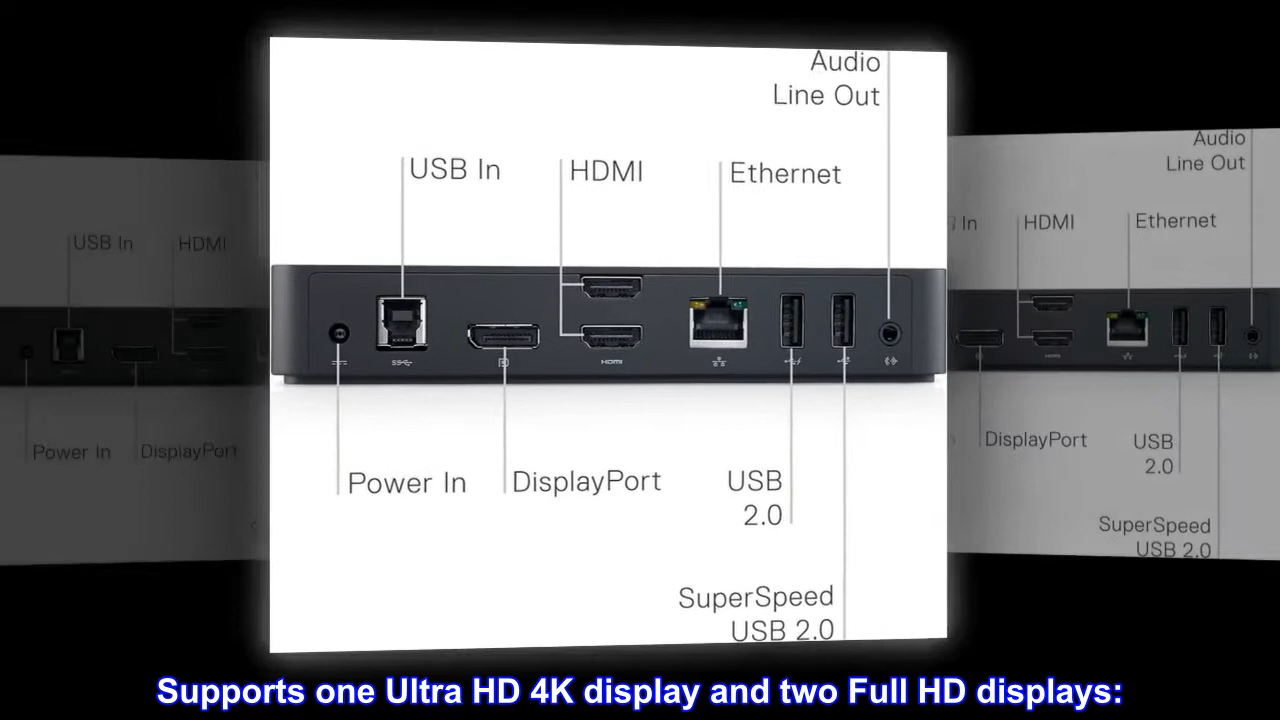 Audio
Line Out
USB In
HDMI
Ethernet
HDMI
Power In
DisplayPort
USB
2.0
SuperSpeed
USB 2.0
USB In
HDMI
Power In
DisplayPort
Audio
Line Out
In
HDMI
Ethernet
DisplayPort
USB
2.0
SuperSpeed
USB 2.0
Supports one Ultra HD 4K display and two Full HD displays: